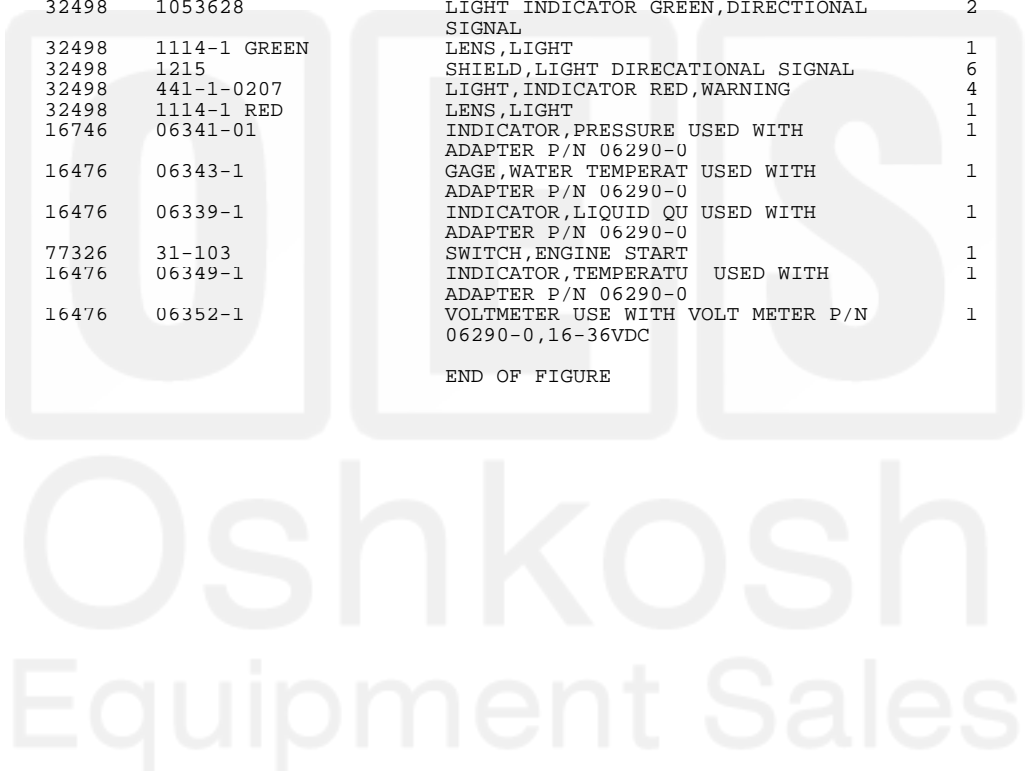 32498 1053628 LIGHT INDICATOR GREEN,DIRECTIONAL 2
SIGNAL
32498 1114-1 GREEN LENS,LIGHT 1
32498 1215 SHIELD,LIGHT DIRECATIONAL SIGNAL 6
32498 441-1-0207 LIGHT,INDICATOR RED,WARNING 4
32498 1114-1 RED LENS,LIGHT 1
16746 06341-01 INDICATOR,PRESSURE USED WITH 1
ADAPTER P/N 06290-0
16476 06343-1 GAGE,WATER TEMPERAT USED WITH 1
ADAPTER P/N 06290-0
16476 06339-1 INDICATOR,LIQUID QU USED WITH 1
ADAPTER P/N 06290-0
77326 31-103 SWITCH,ENGINE START 1
16476 06349-1 INDICATOR,TEMPERATU USED WITH 1
ADAPTER P/N 06290-0
16476 06352-1 VOLTMETER USE WITH VOLT METER P/N 1
06290-0,16-36VDC
END OF FIGURE
OES
Oshkosh
Equipment Sales